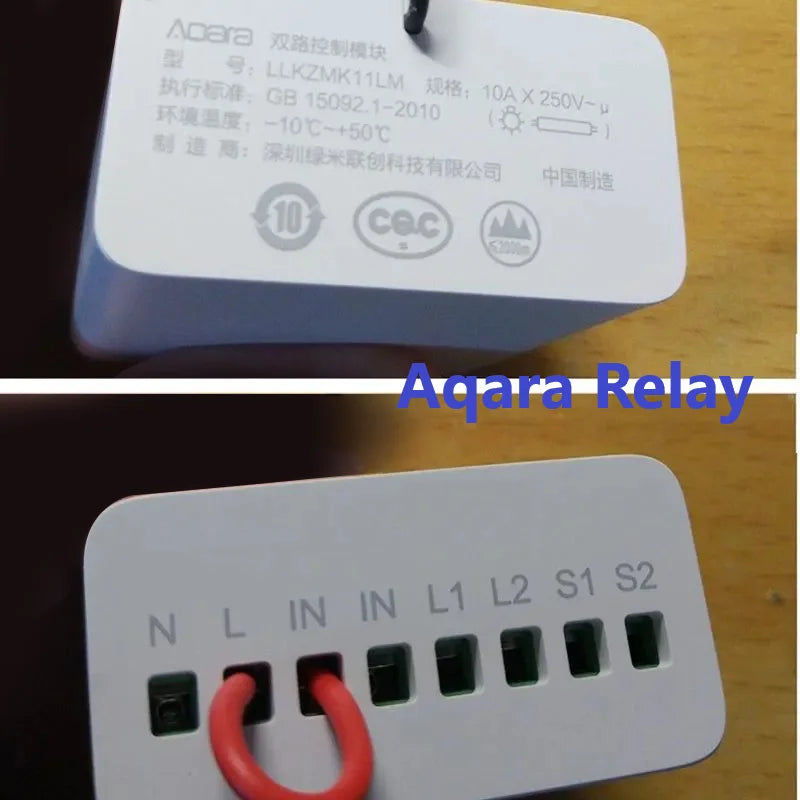 Aqara 双路控制模块
型 号: LLKZMK11LM 规格: 10A X 250V~ μ
执行标准: GB 15092.1-2010 ( )
环境温度: -10℃~+50℃
制 造 商: 深圳绿米联创科技有限公司 中国制造
10 CQC ≤2000m
S
Aqara Relay
N L IN IN L1 L2 S1 S2